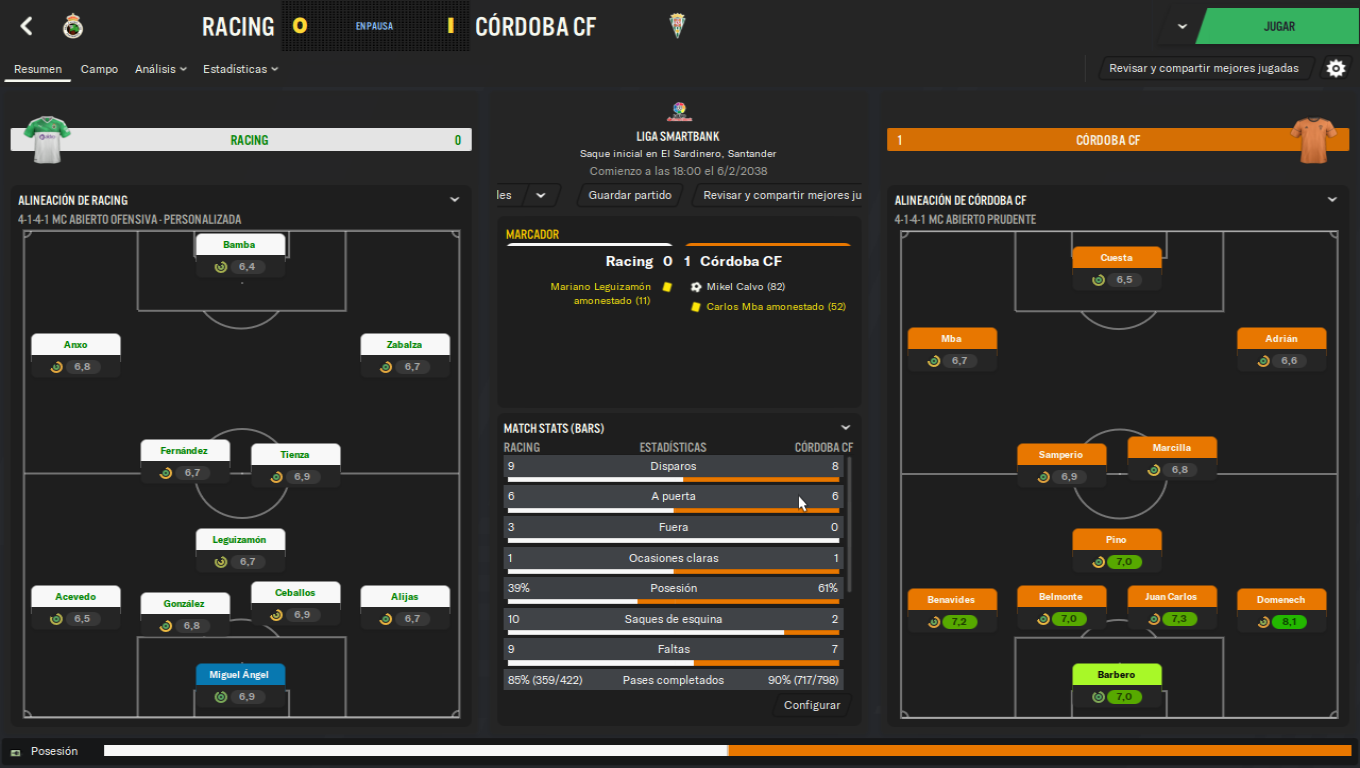 RACING 0 EN PAUSA 1 CÓRDOBA CF
JUGAR
Resumen Campo Análisis Estadísticas
Revisar y compartir mejores jugadas
RACING 0
LIGA SMARTBANK
Saque inicial en El Sardinero, Santander
Comienzo a las 18:00 el 6/2/2038
les Guardar partido Revisar y compartir mejores ju
1 CÓRDOBA CF
ALINEACIÓN DE RACING
4-1-4-1 MC ABIERTO OFENSIVA - PERSONALIZADA
Bamba
6,4
Anxo
6,8
Zabalza
6,7
Fernández
6,7
Tienza
6,9
Leguizamón
6,7
Acevedo
6,5
González
6,8
Ceballos
6,9
Alijas
6,7
Miguel Ángel
6,9
MARCADOR
Racing 0 1 Córdoba CF
Mariano Leguizamón
amonestado (11)
Mikel Calvo (82)
Carlos Mba amonestado (52)
MATCH STATS (BARS)
RACING ESTADÍSTICAS CÓRDOBA CF
9 Disparos 8
6 A puerta 6
3 Fuera 0
1 Ocasiones claras 1
39% Posesión 61%
10 Saques de esquina 2
9 Faltas 7
85% (359/422) Pases completados 90% (717/798)
Configurar
ALINEACIÓN DE CÓRDOBA CF
4-1-4-1 MC ABIERTO PRUDENTE
Cuesta
6,5
Mba
6,7
Adrián
6,6
Samperio
6,9
Marcilla
6,8
Pino
7,0
Benavides
7,2
Belmonte
7,0
Juan Carlos
7,3
Domenech
8,1
Barbero
7,0
Posesión